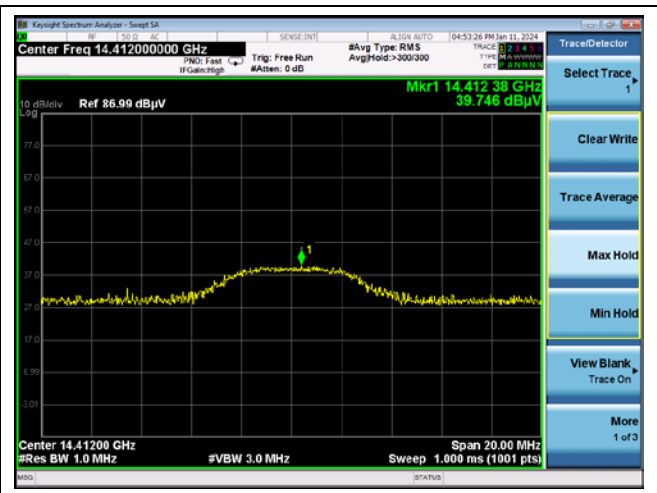 Keysight Spectrum Analyzer - Swept SA
RF 50 Ω AC SENSE:INT ALIGN AUTO 04:53:26 PM Jan 11, 2024
Center Freq 14.412000000 GHz
PNO: Fast
IFGain:High
Trig: Free Run
#Atten: 0 dB
#Avg Type: RMS
Avg|Hold:>300/300
TRACE 1 2 3 4 5 6
TYPE M
DET P A N N N N
Trace/Detector
Mkr1 14.412 38 GHz
39.746 dBµV
10 dB/div Ref 86.99 dBµV
Log
77.0
67.0
57.0
47.0
37.0
27.0
17.0
6.99
-3.01
1
Center 14.41200 GHz
Span 20.00 MHz
#Res BW 1.0 MHz
#VBW 3.0 MHz
Sweep 1.000 ms (1001 pts)
MSG
STATUS
Select Trace
1
Clear Write
Trace Average
Max Hold
Min Hold
View Blank
Trace On
More
1 of 3